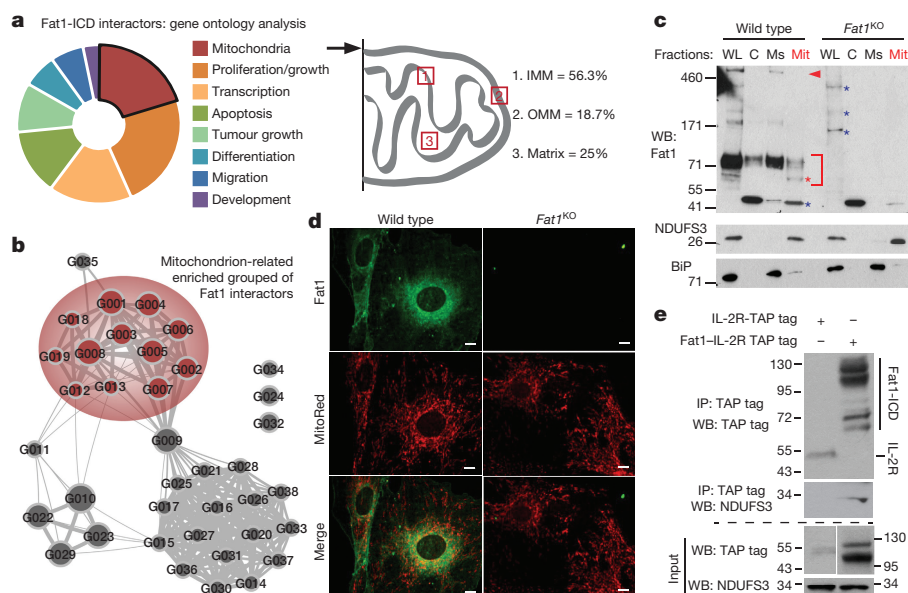 a
Fat1-ICD interactors: gene ontology analysis
Mitochondria
Proliferation/growth
Transcription
Apoptosis
Tumour growth
Differentiation
Migration
Development
1
2
3
1. IMM = 56.3%
2. OMM = 18.7%
3. Matrix = 25%
b
Mitochondrion-related
enriched grouped of
Fat1 interactors
G035
G001
G004
G018
G003
G006
G019
G008
G005
G002
G012
G013
G007
G034
G024
G032
G009
G011
G021
G028
G025
G010
G038
G017
G016
G026
G022
G023
G033
G015
G027
G020
G029
G031
G037
G036
G014
G030
c
Wild type
Fat1KO
Fractions:
WL C Ms Mit
WL C Ms Mit
460
171
WB:
Fat1
71
55
41
*
*
*
*
*
NDUFS3
26
BiP
71
d
Wild type
Fat1KO
Fat1
MitoRed
Merge
e
IL-2R-TAP tag + –
Fat1–IL-2R TAP tag – +
130
95
IP: TAP tag
WB: TAP tag
72
55
43
Fat1-ICD
IL-2
IP: TAP tag
WB: NDUFS3
34
Input
WB: TAP tag
55
43
130
95
WB: NDUFS3
34
34